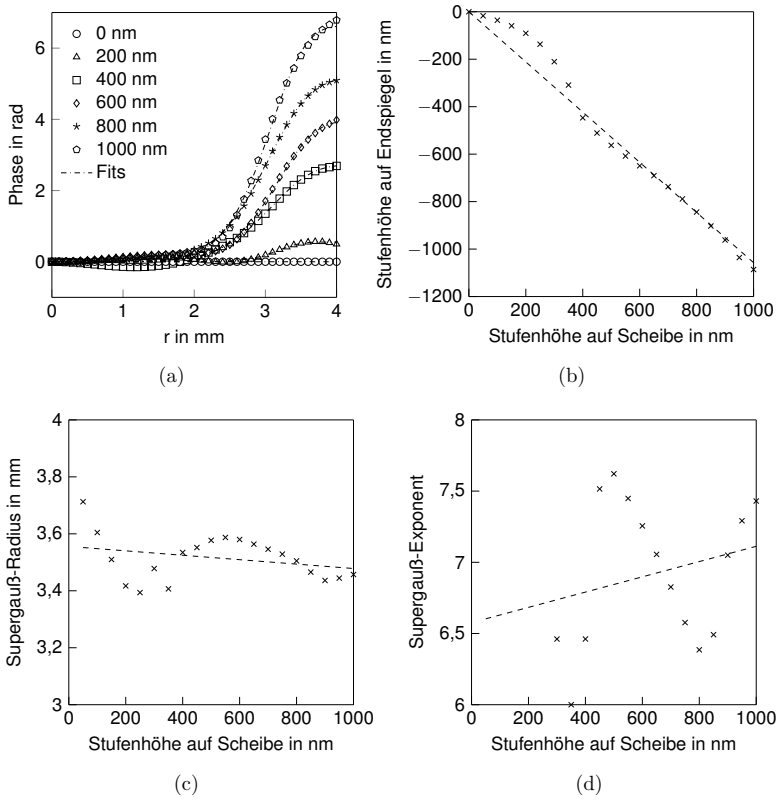 Phase in rad
6
4
2
0
0 nm
200 nm
400 nm
600 nm
800 nm
1000 nm
Fits
0 1 2 3 4
r in mm
(a)
Stufenhöhe auf Endspiegel in nm
0
−200
−400
−600
−800
−1000
−1200
0 200 400 600 800 1000
Stufenhöhe auf Scheibe in nm
(b)
Supergauß-Radius in mm
4
3,8
3,6
3,4
3,2
3
0 200 400 600 800 1000
Stufenhöhe auf Scheibe in nm
(c)
Supergauß-Exponent
8
7,5
7
6,5
6
0 200 400 600 800 1000
Stufenhöhe auf Scheibe in nm
(d)